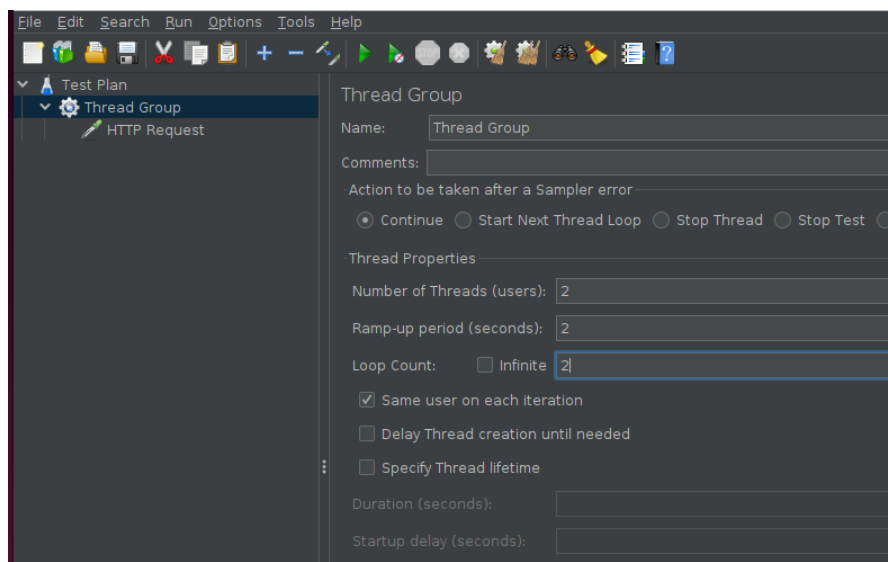 File Edit Search Run Options Tools Help
STOP
Test Plan
Thread Group
HTTP Request
Thread Group
Name: Thread Group
Comments:
Action to be taken after a Sampler error
Continue Start Next Thread Loop Stop Thread Stop Test
Thread Properties
Number of Threads (users): 2
Ramp-up period (seconds): 2
Loop Count: Infinite 2
Same user on each iteration
Delay Thread creation until needed
Specify Thread lifetime
Duration (seconds):
Startup delay (seconds):